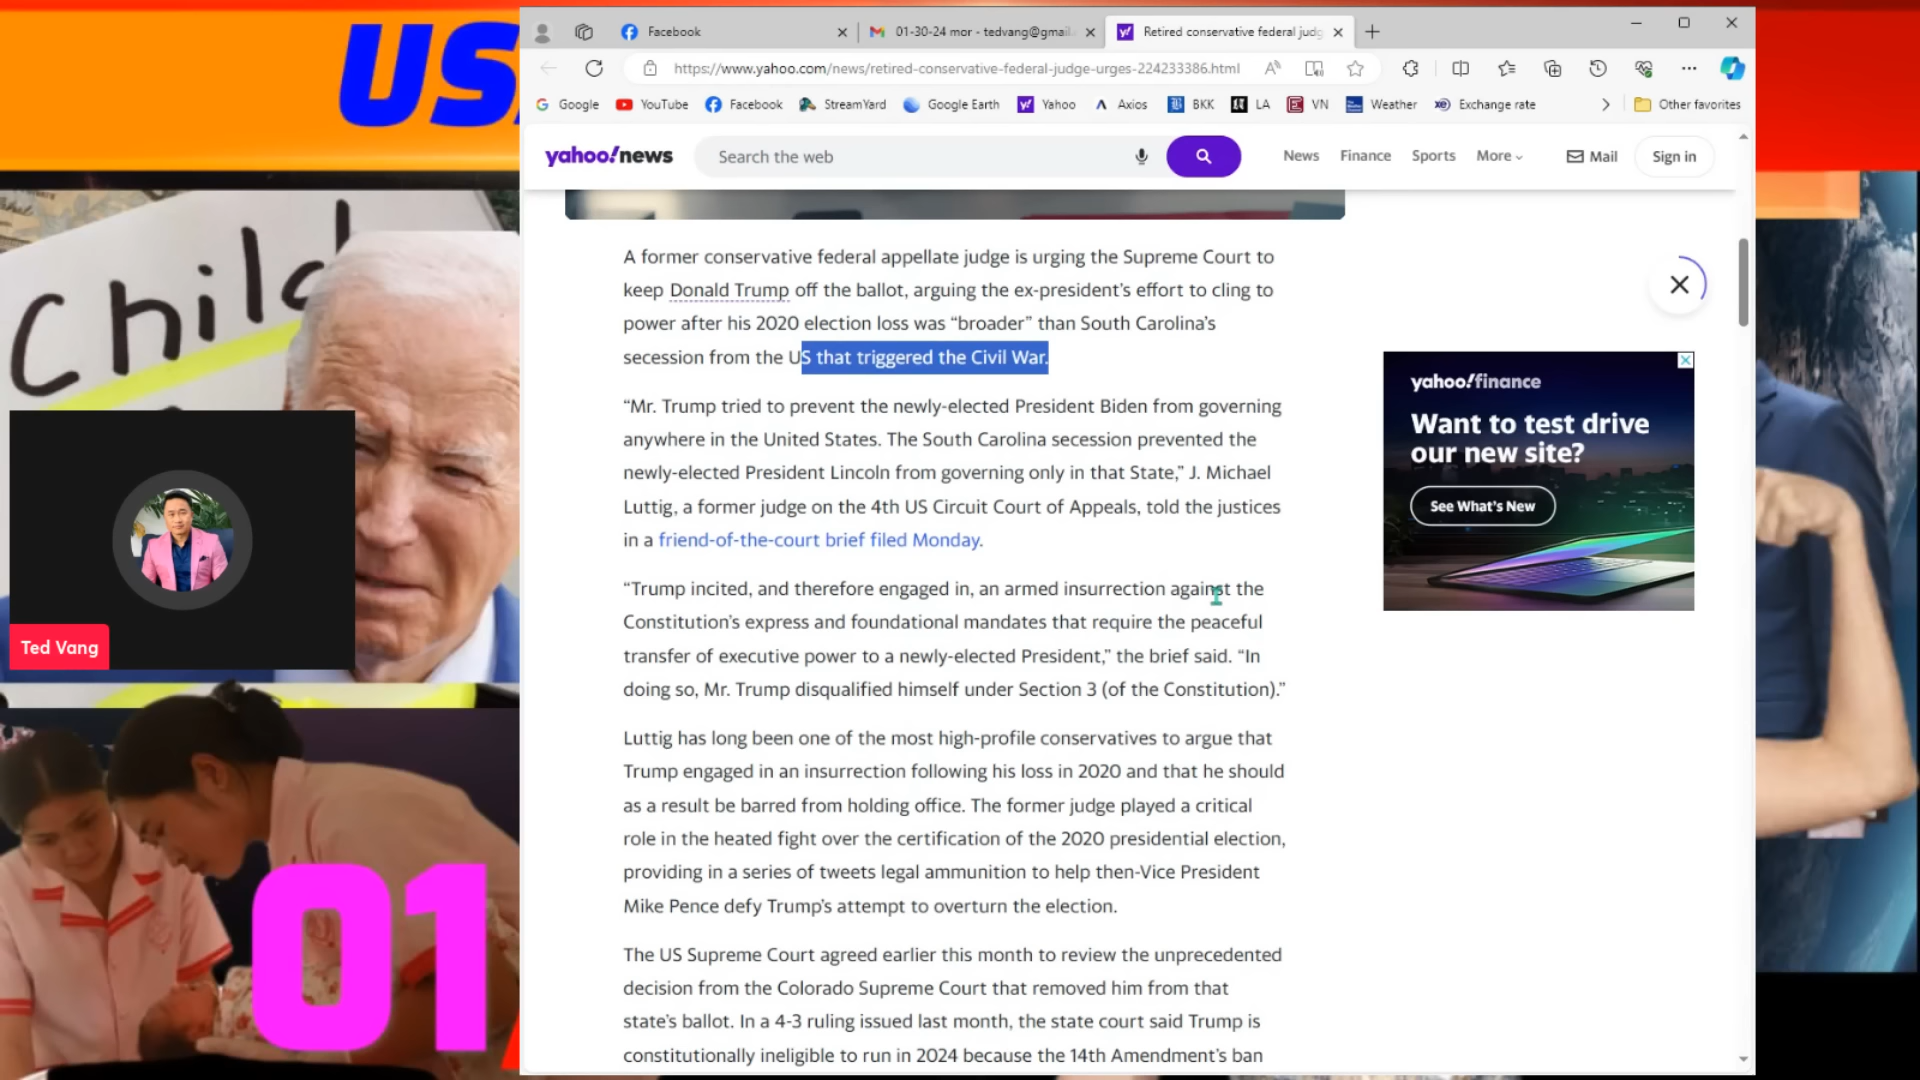 US
Facebook
01-30-24 mor - tedvang@gmail.
Retired conservative federal judg
https://www.yahoo.com/news/retired-conservative-federal-judge-urges-224233386.html
Google
YouTube
Facebook
StreamYard
Google Earth
Yahoo
Axios
BKK
LA
VN
Weather
Exchange rate
Other favorites
yahoo!news
Search the web
News
Finance
Sports
More
Mail
Sign in
Child
A former conservative federal appellate judge is urging the Supreme Court to
keep Donald Trump off the ballot, arguing the ex-president’s effort to cling to
power after his 2020 election loss was “broader” than South Carolina’s
secession from the US that triggered the Civil War.
“Mr. Trump tried to prevent the newly-elected President Biden from governing
anywhere in the United States. The South Carolina secession prevented the
newly-elected President Lincoln from governing only in that State,” J. Michael
Luttig, a former judge on the 4th US Circuit Court of Appeals, told the justices
in a friend-of-the-court brief filed Monday.
“Trump incited, and therefore engaged in, an armed insurrection against the
Constitution’s express and foundational mandates that require the peaceful
transfer of executive power to a newly-elected President,” the brief said. “In
doing so, Mr. Trump disqualified himself under Section 3 (of the Constitution).”
Luttig has long been one of the most high-profile conservatives to argue that
Trump engaged in an insurrection following his loss in 2020 and that he should
as a result be barred from holding office. The former judge played a critical
role in the heated fight over the certification of the 2020 presidential election,
providing in a series of tweets legal ammunition to help then-Vice President
Mike Pence defy Trump’s attempt to overturn the election.
The US Supreme Court agreed earlier this month to review the unprecedented
decision from the Colorado Supreme Court that removed him from that
state’s ballot. In a 4-3 ruling issued last month, the state court said Trump is
constitutionally ineligible to run in 2024 because the 14th Amendment’s ban
yahoo!finance
Want to test drive
our new site?
See What’s New
Ted Vang
01